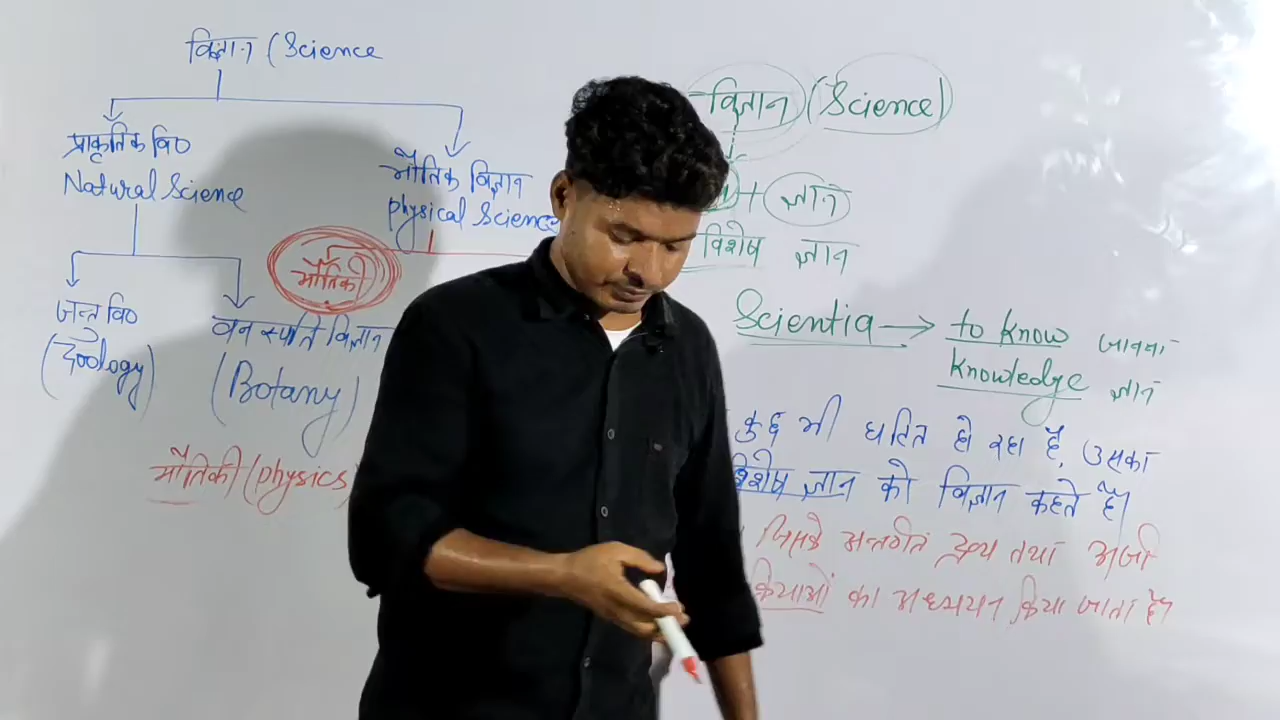 विज्ञान (Science
प्राकृतिक वि०
Natural Science
भौतिक विज्ञान
physical Science
भौतिकी
जन्तु वि०
(Zoology)
वनस्पति विज्ञान
(Botany)
भौतिकी (physics)
विज्ञान (Science)
+ ज्ञान
विशेष ज्ञान
Scientia → to know जानना
knowledge ज्ञान
कुछ भी घटित हो रहा है, उसका
विशेष ज्ञान को विज्ञान कहते है।
जिसके अन्तर्गत द्रव्य तथा ऊर्जा
क्रियाओं का अध्ययन किया जाता है।